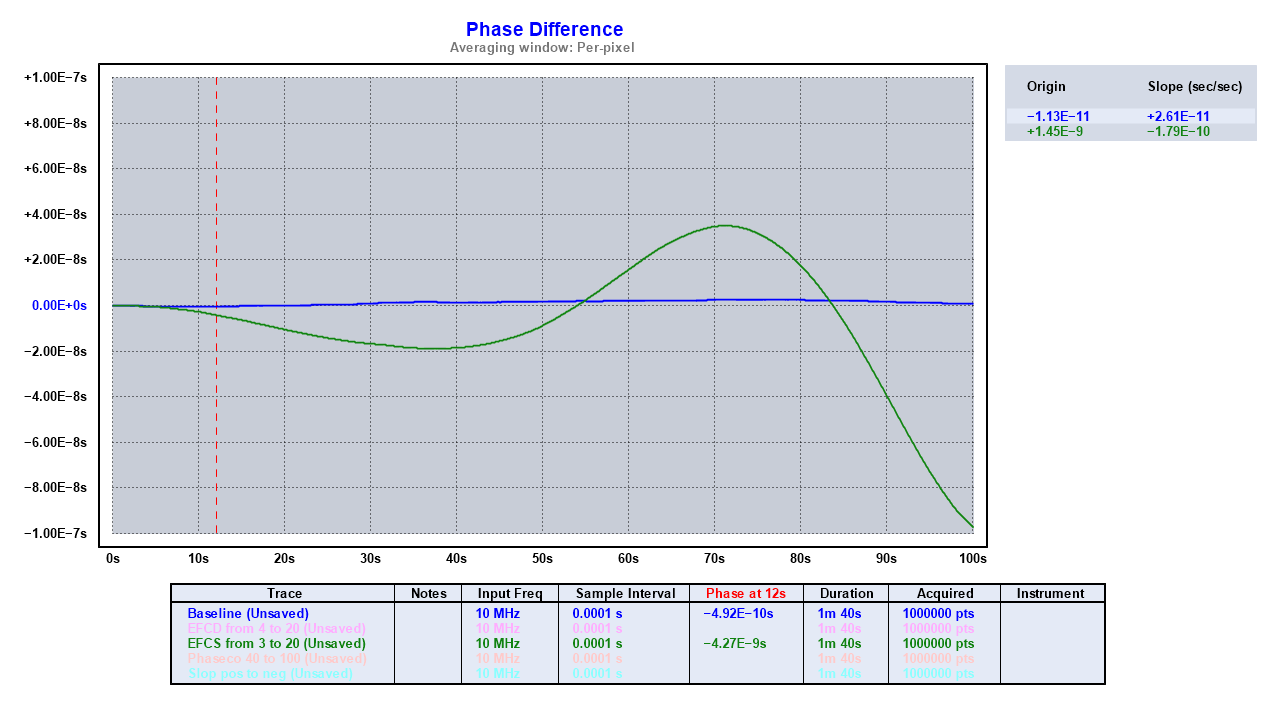 Phase Difference
Averaging window: Per-pixel
+1.00E−7s
+8.00E−8s
+6.00E−8s
+4.00E−8s
+2.00E−8s
0.00E+0s
−2.00E−8s
−4.00E−8s
−6.00E−8s
−8.00E−8s
−1.00E−7s
0s 10s 20s 30s 40s 50s 60s 70s 80s 90s 100s
Origin Slope (sec/sec)
−1.13E−11 +2.61E−11
+1.45E−9 −1.79E−10
Trace Notes Input Freq Sample Interval Phase at 12s Duration Acquired Instrument
Baseline (Unsaved) 10 MHz 0.0001 s −4.92E−10s 1m 40s 1000000 pts
EFCD from 4 to 20 (Unsaved) 10 MHz 0.0001 s 1m 40s 1000000 pts
EFCS from 3 to 20 (Unsaved) 10 MHz 0.0001 s −4.27E−9s 1m 40s 1000000 pts
Phaseco 40 to 100 (Unsaved) 10 MHz 0.0001 s 1m 40s 1000000 pts
Slop pos to neg (Unsaved) 10 MHz 0.0001 s 1m 40s 1000000 pts